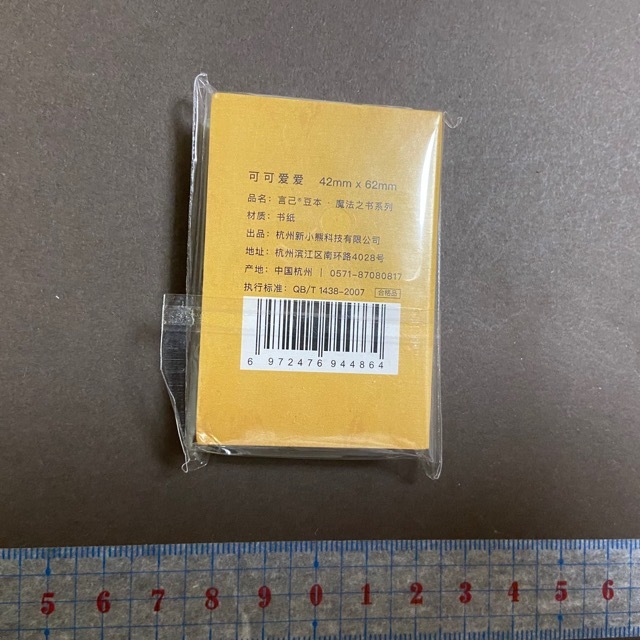 可可爱爱 42mm x 62mm
品名：言己®豆本·魔法之书系列
材质：书纸
出品：杭州新小熊科技有限公司
地址：杭州滨江区南环路4028号
产地：中国杭州 | 0571-87080817
执行标准：QB/T 1438-2007 合格品
6 972476 944864
5 6 7 8 9 0 1 2 3 4 5 6